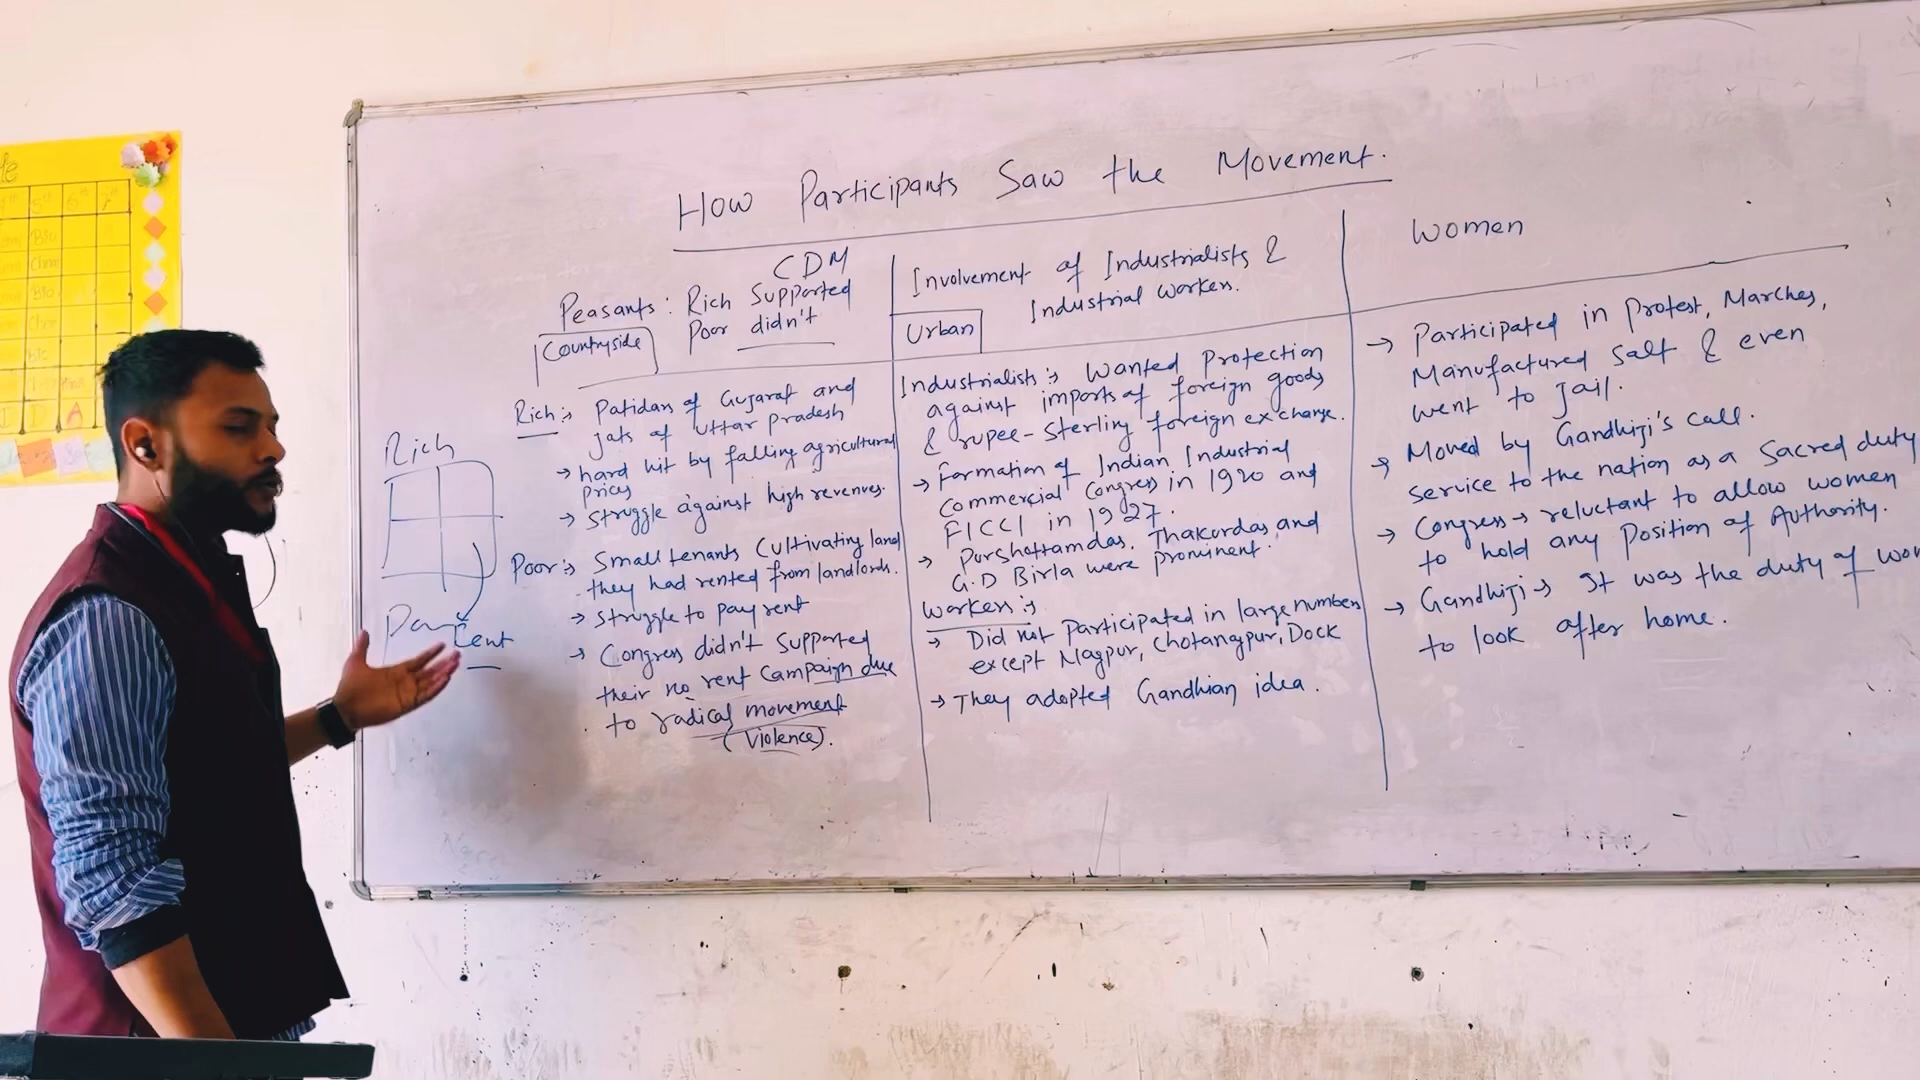 How Participants Saw the Movement.
CDM
Peasants: Rich Supported
Poor didn't
Countryside
Rich:→ Patidars of Gujarat and
jats of Uttar Pradesh
→ hard hit by falling agricultural
prices
→ struggle against high revenues.
Poor:→ Small tenants cultivating land
they had rented from landlords.
→ struggle to pay rent
→ Congress didn't supported
their no rent campaign due
to radical movement
(Violence).
Rich
Rent
Involvement of Industrialists &
Industrial workers.
Urban
Industrialists:→ Wanted Protection
against imports of foreign goods
& rupee-Sterling foreign exchange.
→ Formation of Indian Industrial
Commercial Congress in 1920 and
FICCI in 1927.
→ Purshottamdas, Thakurdas and
G.D Birla were prominent.
Workers:→
→ Did not Participated in large numbers
except Nagpur, Chotanagpur, Dock
→ They adopted Gandhian idea.
Women
→ Participated in Protest, Marches,
Manufactured Salt & even
went to Jail.
→ Moved by Gandhiji's call.
service to the nation as a Sacred duty
→ Congress → reluctant to allow women
to hold any Position of Authority.
→ Gandhiji → It was the duty of
to look after home.